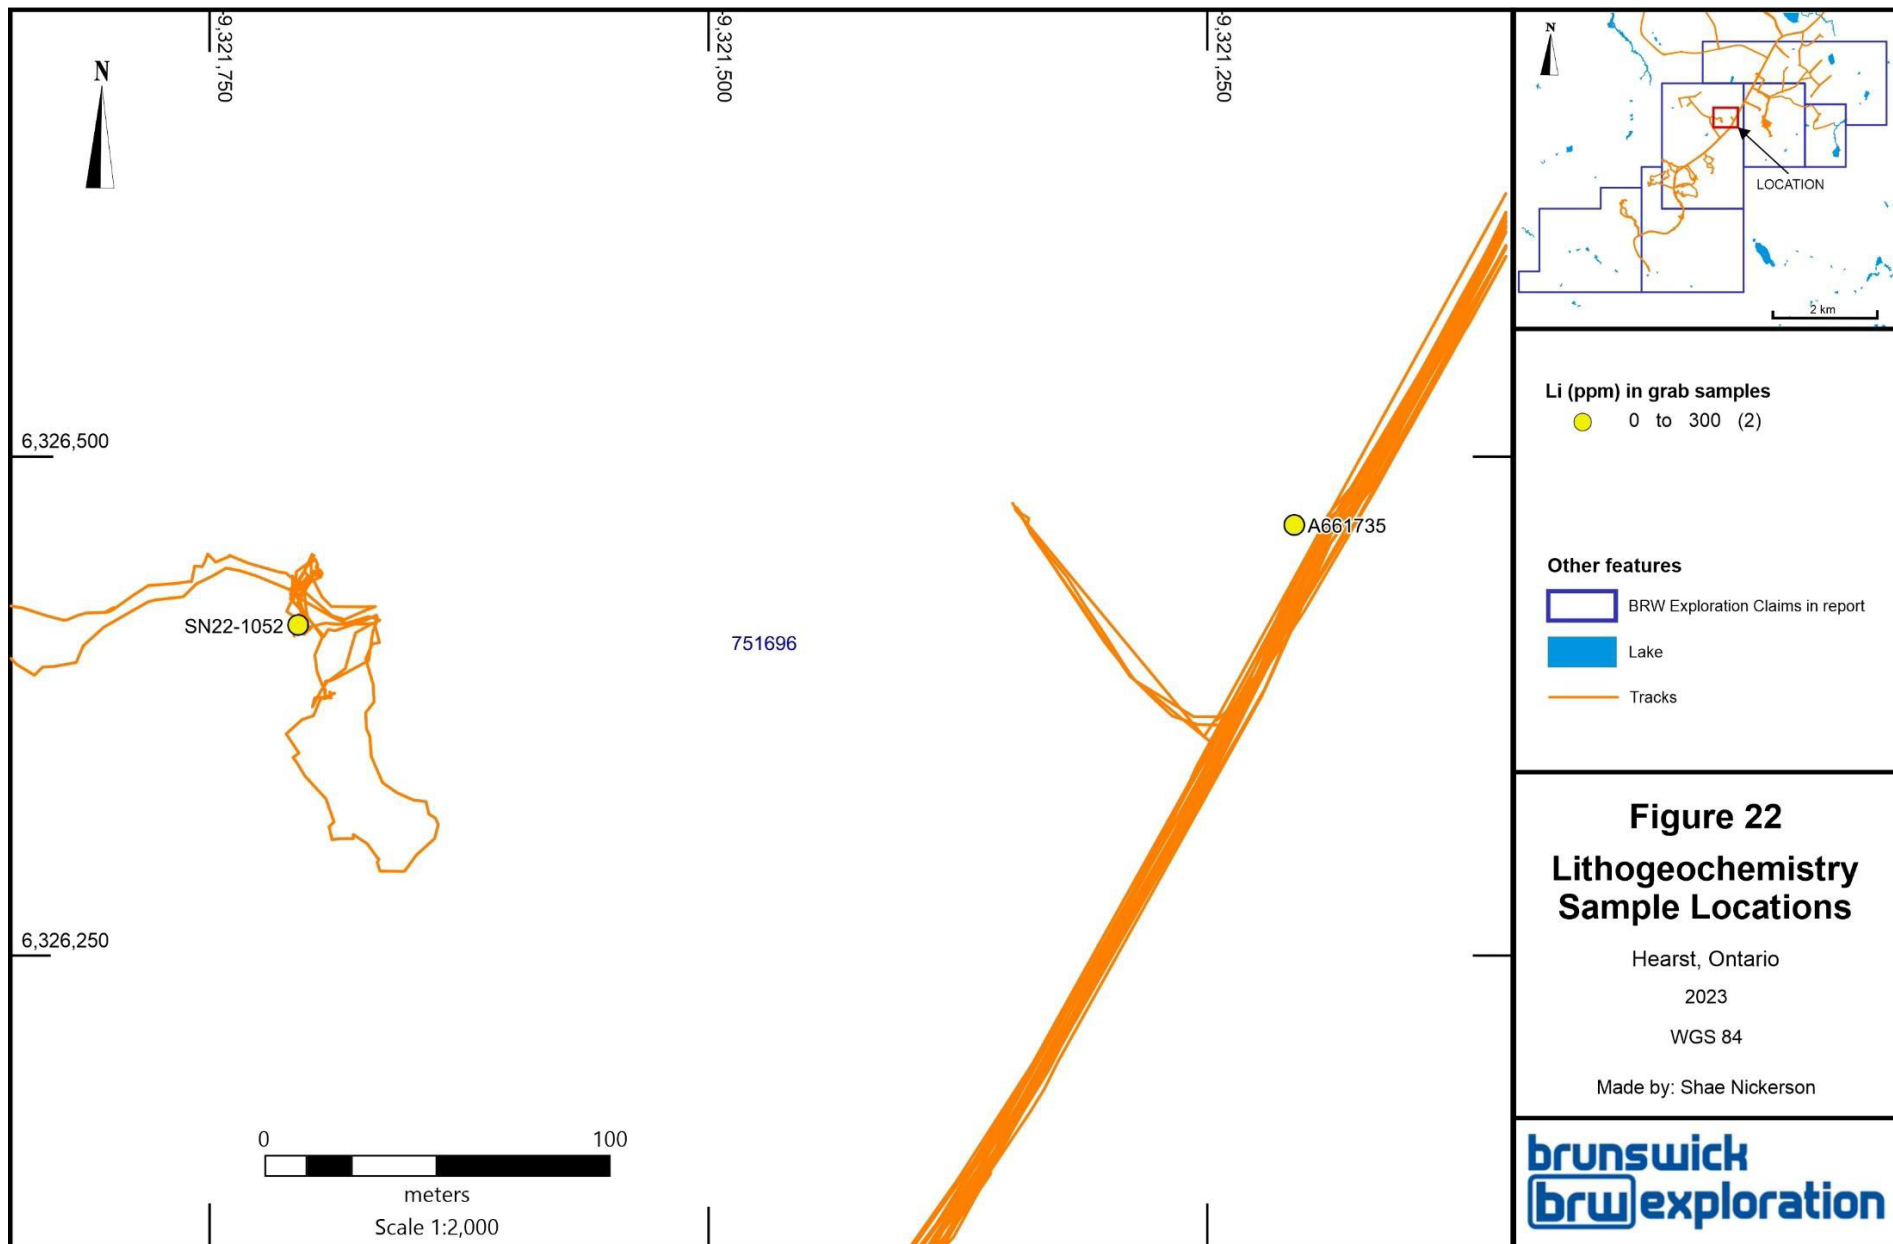 9,321,750
9,321,500
9,321,250
N
6,326,500
A661735
SN22-1052
751696
6,326,250
0 100
meters
Scale 1:2,000
N
LOCATION
2 km
Li (ppm) in grab samples
0 to 300 (2)
Other features
BRW Exploration Claims in report
Lake
Tracks
Figure 22
Lithogeochemistry
Sample Locations
Hearst, Ontario
2023
WGS 84
Made by: Shae Nickerson
brunswick
brw exploration